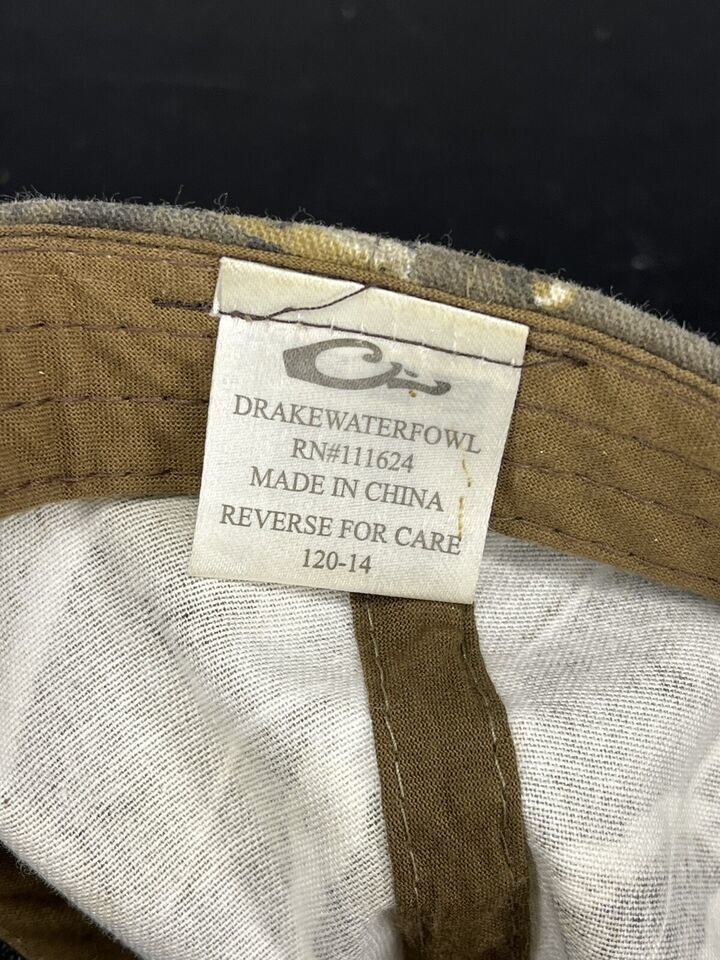 DRAKEWATERFOWL
RN#111624
MADE IN CHINA
REVERSE FOR CARE
120-14